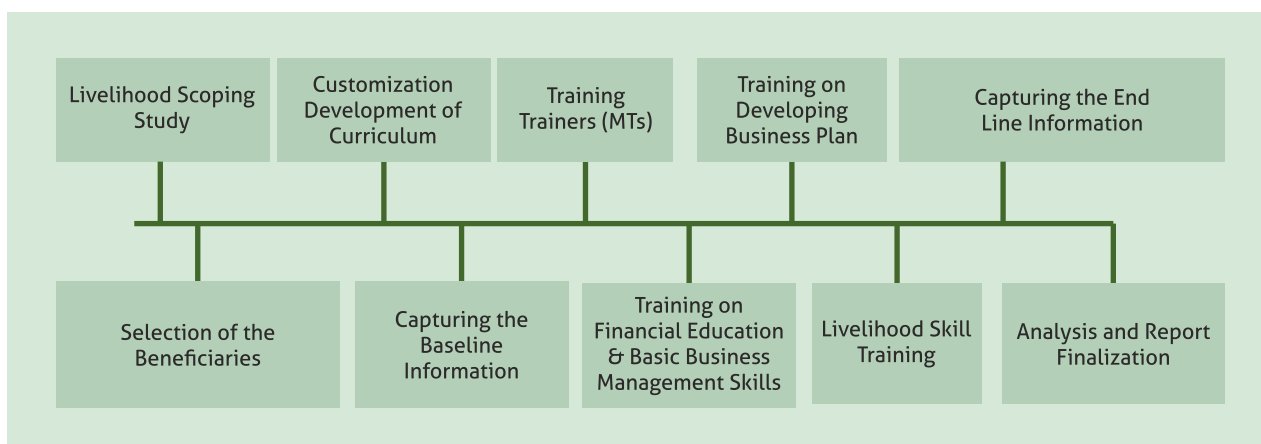 Livelihood Scoping
Study
Customization
Development of
Curriculum
Training
Trainers (MTs)
Training on
Developing
Business Plan
Capturing the End
Line Information
Selection of the
Beneficiaries
Capturing the
Baseline
Information
Training on
Financial Education
& Basic Business
Management Skills
Livelihood Skill
Training
Analysis and Report
Finalization